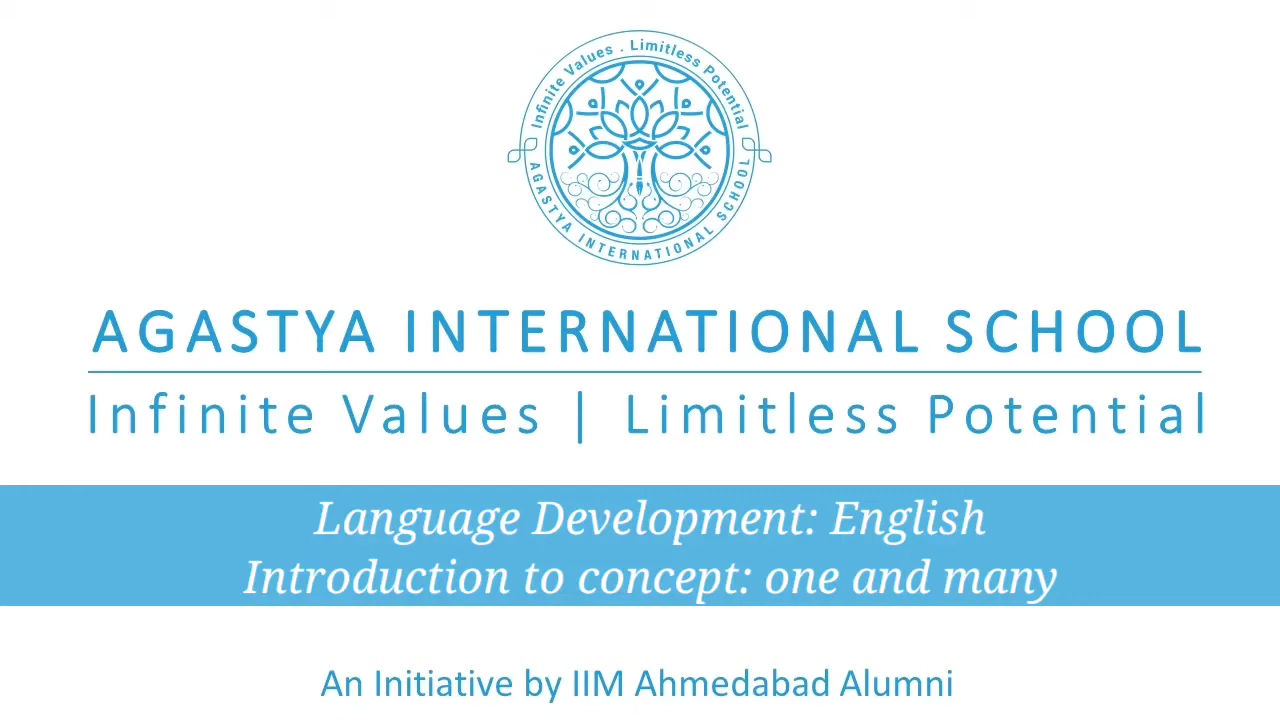 Infinite Values . Limitless Potential
AGASTYA INTERNATIONAL SCHOOL
AGASTYA INTERNATIONAL SCHOOL
Infinite Values | Limitless Potential
Language Development: English
Introduction to concept: one and many
An Initiative by IIM Ahmedabad Alumni